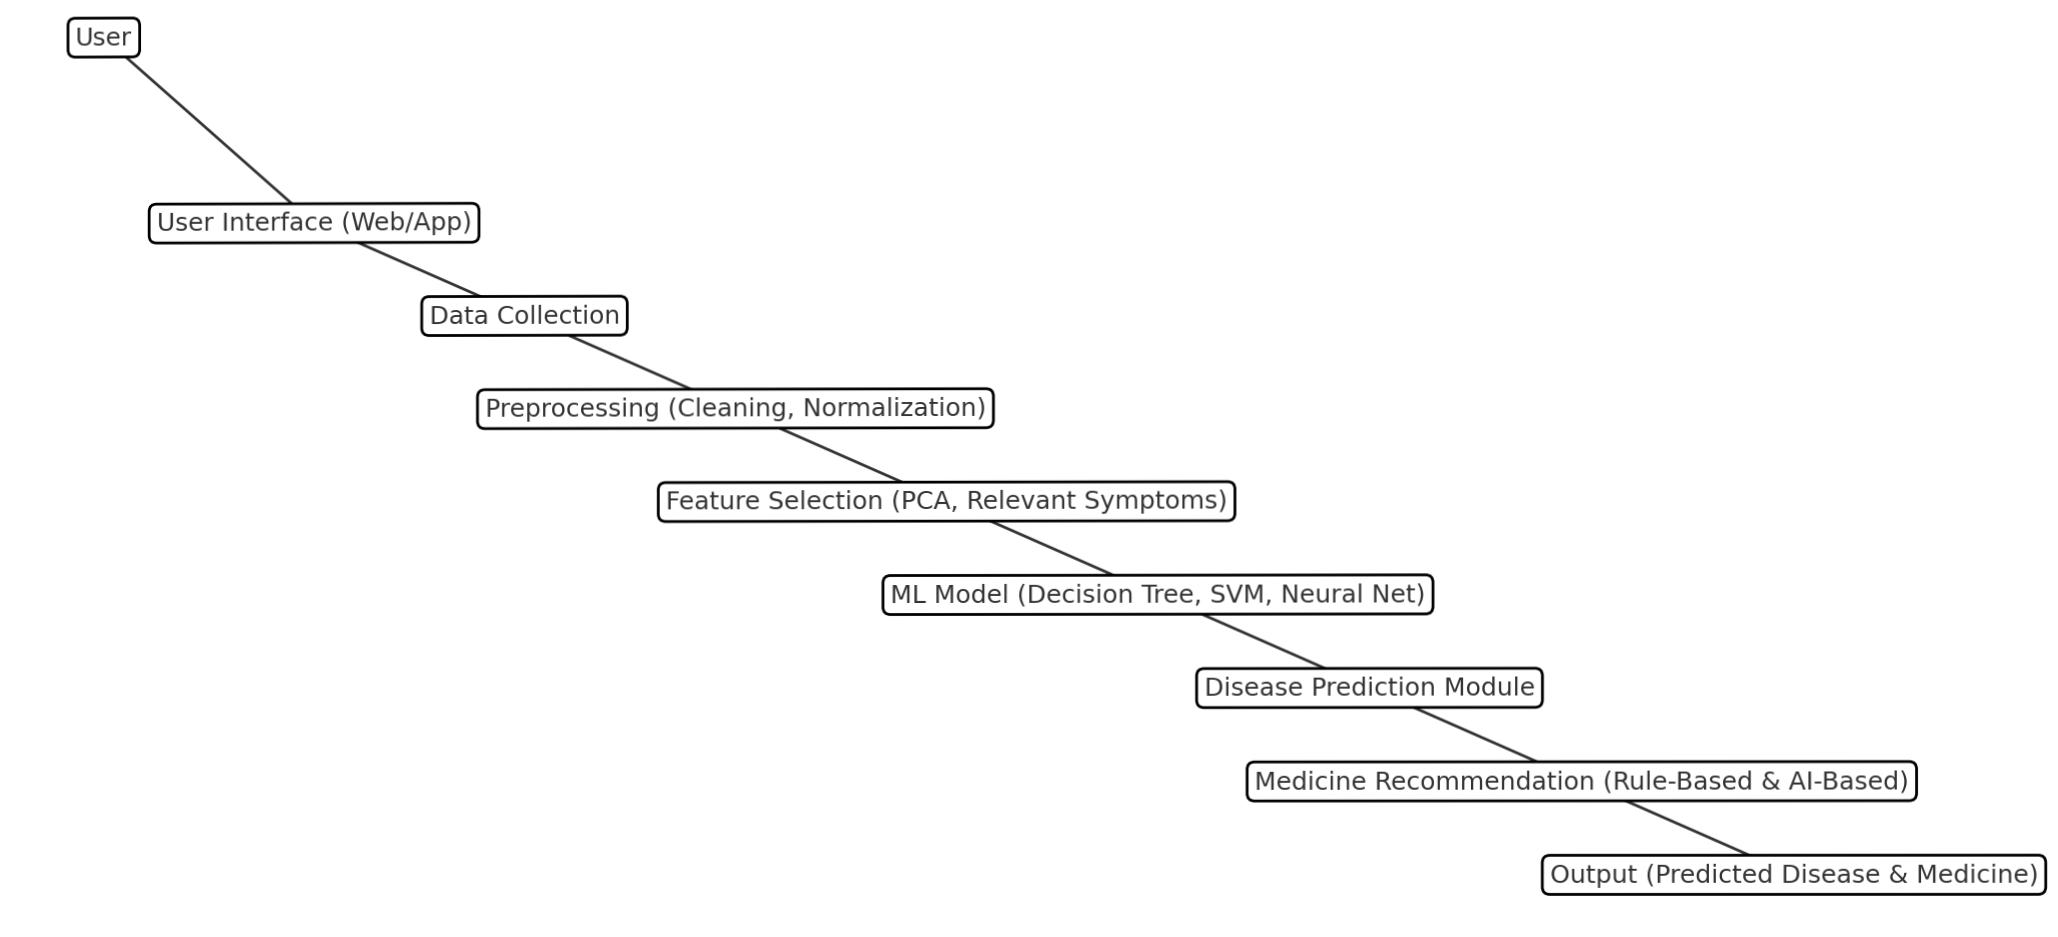 User
User Interface (Web/App)
Data Collection
Preprocessing (Cleaning, Normalization)
Feature Selection (PCA, Relevant Symptoms)
ML Model (Decision Tree, SVM, Neural Net)
Disease Prediction Module
Medicine Recommendation (Rule-Based & AI-Based)
Output (Predicted Disease & Medicine)